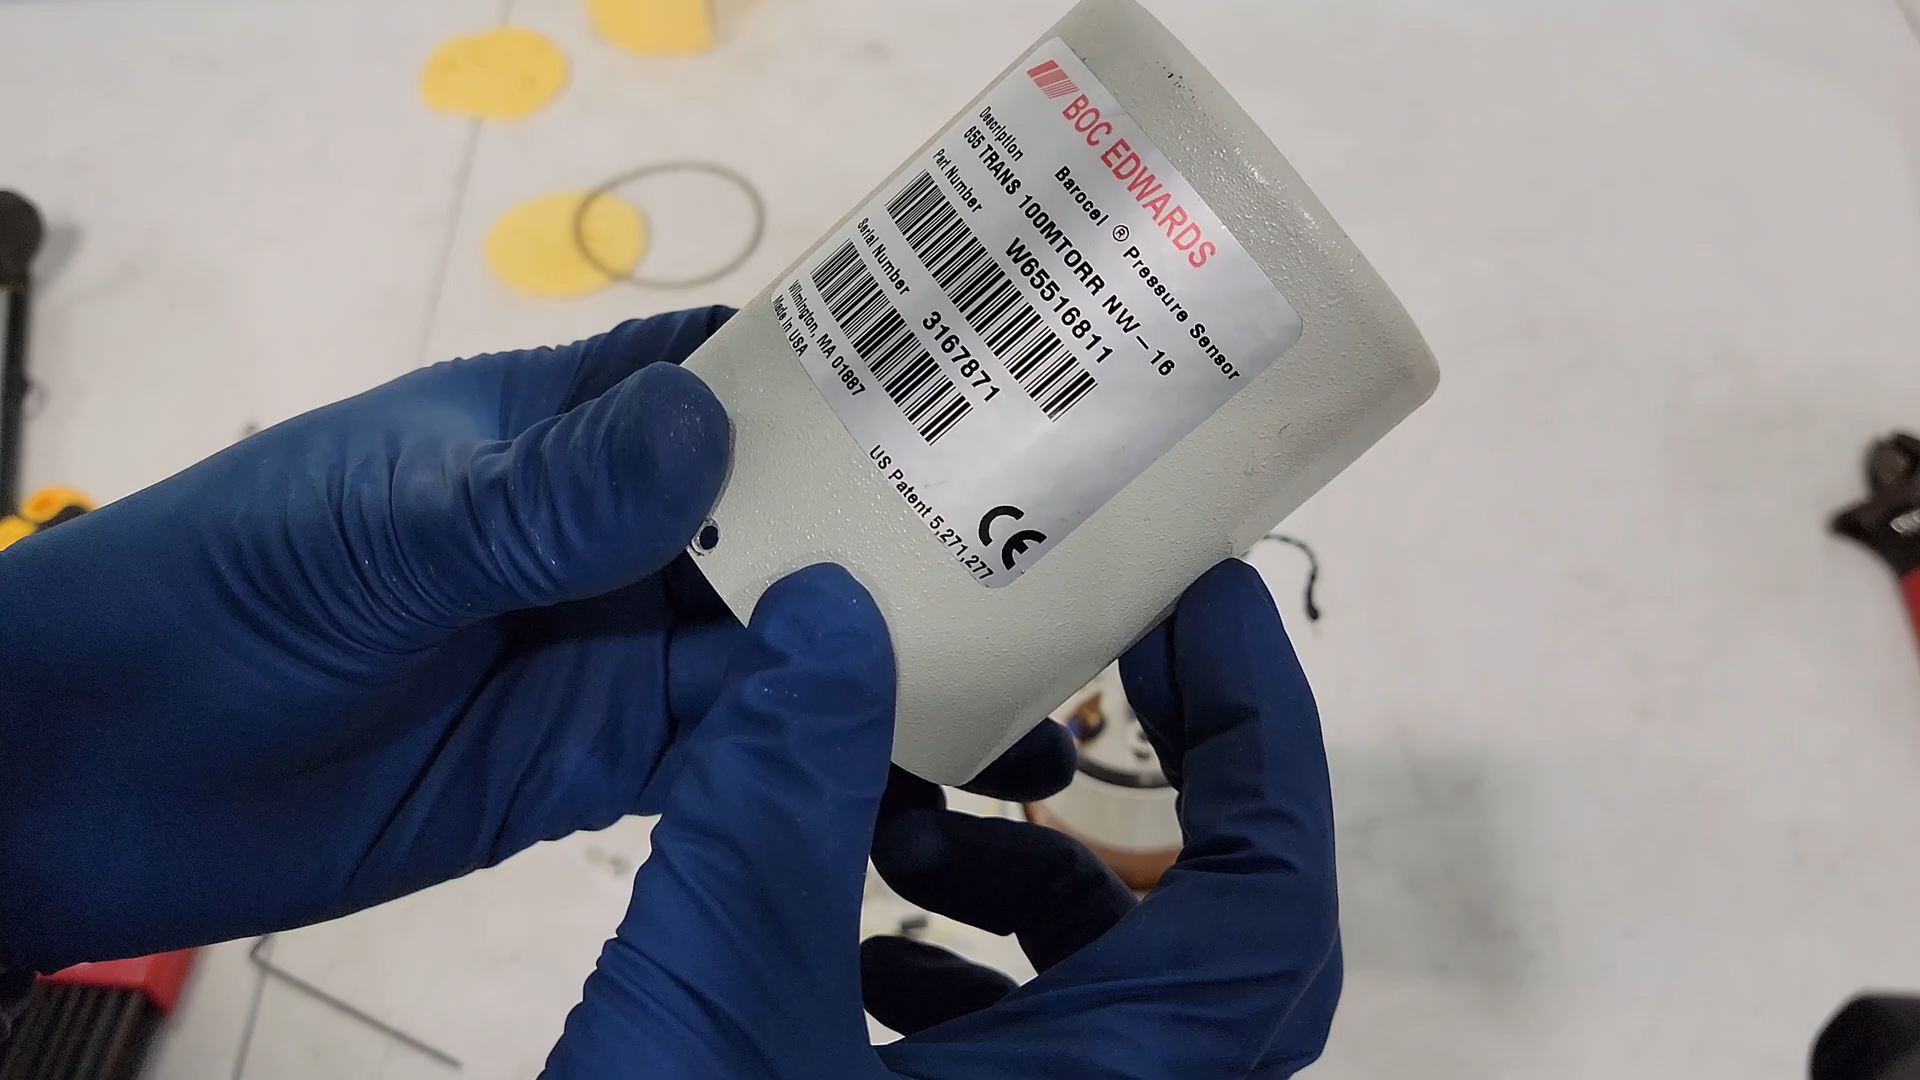 BOC EDWARDS
Barocel ® Pressure Sensor
Description
655 TRANS 100MTORR NW-16
Part Number
W65516811
Serial Number
3167871
Wilmington, MA 01887
Made in USA
US Patent 5,271,277
CE